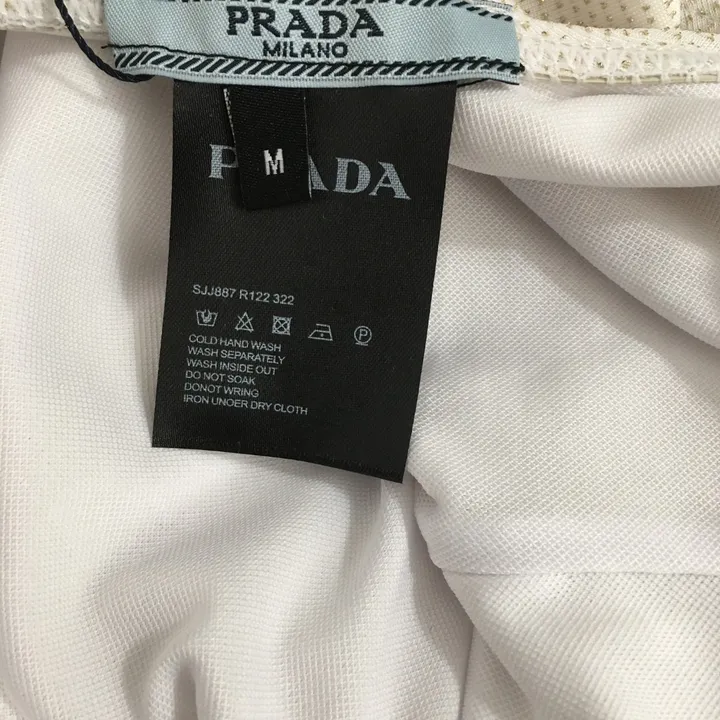 PRADA
MILANO
M
PRADA
SJJ887 R122 322
COLD HAND WASH
WASH SEPARATELY
WASH INSIDE OUT
DO NOT SOAK
DONOT WRING
IRON UNOER DRY CLOTH